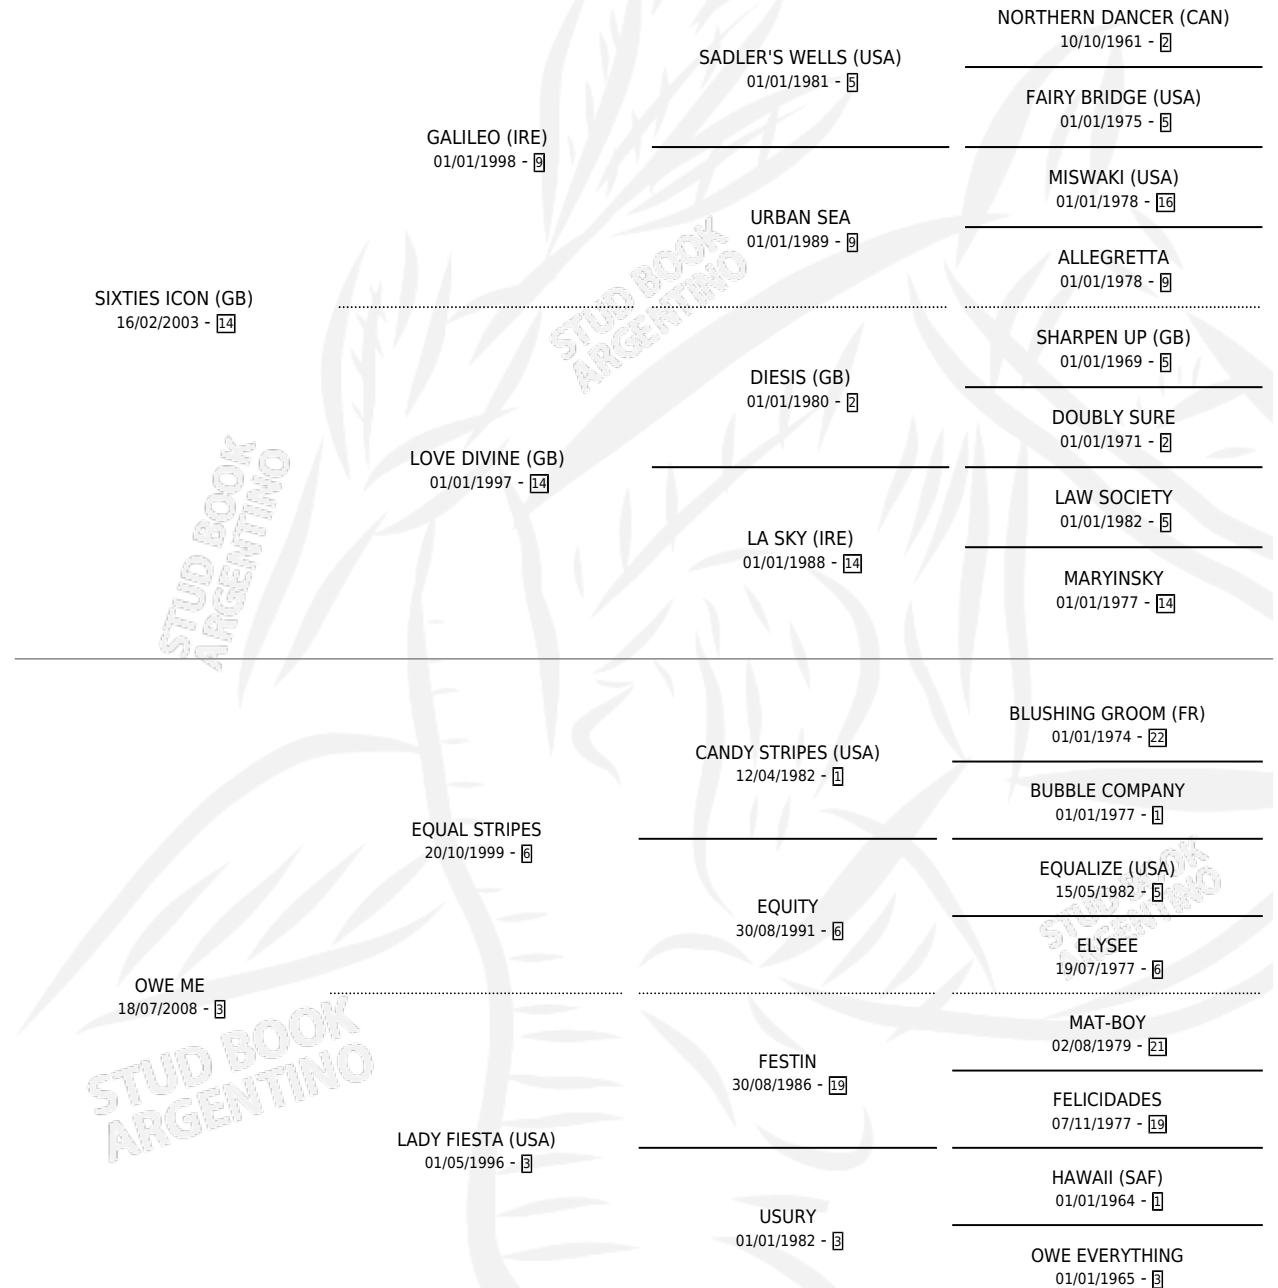 NORTHERN DANCER (CAN)
10/10/1961 - 2
SADLER'S WELLS (USA)
01/01/1981 - 5
FAIRY BRIDGE (USA)
01/01/1975 - 5
GALILEO (IRE)
01/01/1998 - 9
MISWAKI (USA)
01/01/1978 - 16
URBAN SEA
01/01/1989 - 9
ALLEGRETTA
01/01/1978 - 9
SIXTIES ICON (GB)
16/02/2003 - 14
SHARPEN UP (GB)
01/01/1969 - 5
DIESIS (GB)
01/01/1980 - 2
DOUBLY SURE
01/01/1971 - 2
LOVE DIVINE (GB)
01/01/1997 - 14
LAW SOCIETY
01/01/1982 - 5
LA SKY (IRE)
01/01/1988 - 14
MARYINSKY
01/01/1977 - 14
BLUSHING GROOM (FR)
01/01/1974 - 22
CANDY STRIPES (USA)
12/04/1982 - 1
BUBBLE COMPANY
01/01/1977 - 1
EQUAL STRIPES
20/10/1999 - 6
EQUALIZE (USA)
15/05/1982 - 5
EQUITY
30/08/1991 - 6
ELYSEE
19/07/1977 - 6
OWE ME
18/07/2008 - 3
MAT-BOY
02/08/1979 - 21
FESTIN
30/08/1986 - 19
FELICIDADES
07/11/1977 - 19
LADY FIESTA (USA)
01/05/1996 - 3
HAWAII (SAF)
01/01/1964 - 1
USURY
01/01/1982 - 3
OWE EVERYTHING
01/01/1965 - 3
STUD BOOK
ARGENTINO
STUD BOOK
ARGENTINO
STUD BOOK
ARGENTINO
STUD BOOK
ARGENTINO